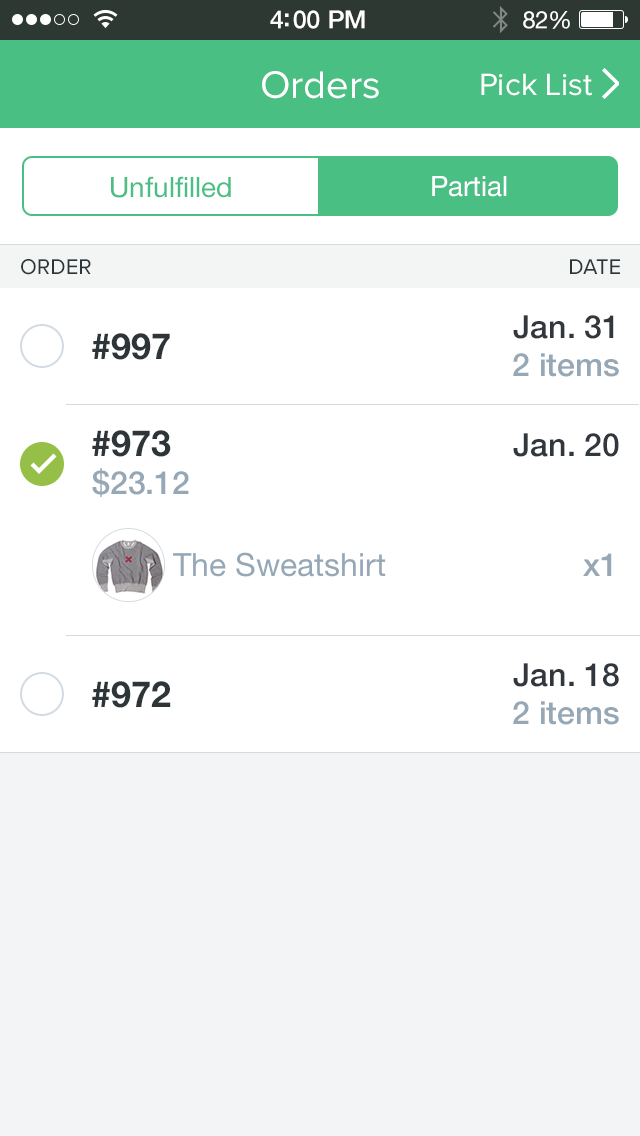 4:00 PM 82%
Orders Pick List
Unfulfilled Partial
ORDER DATE
#997 Jan. 31
2 items
#973 Jan. 20
$23.12
The Sweatshirt x1
#972 Jan. 18
2 items